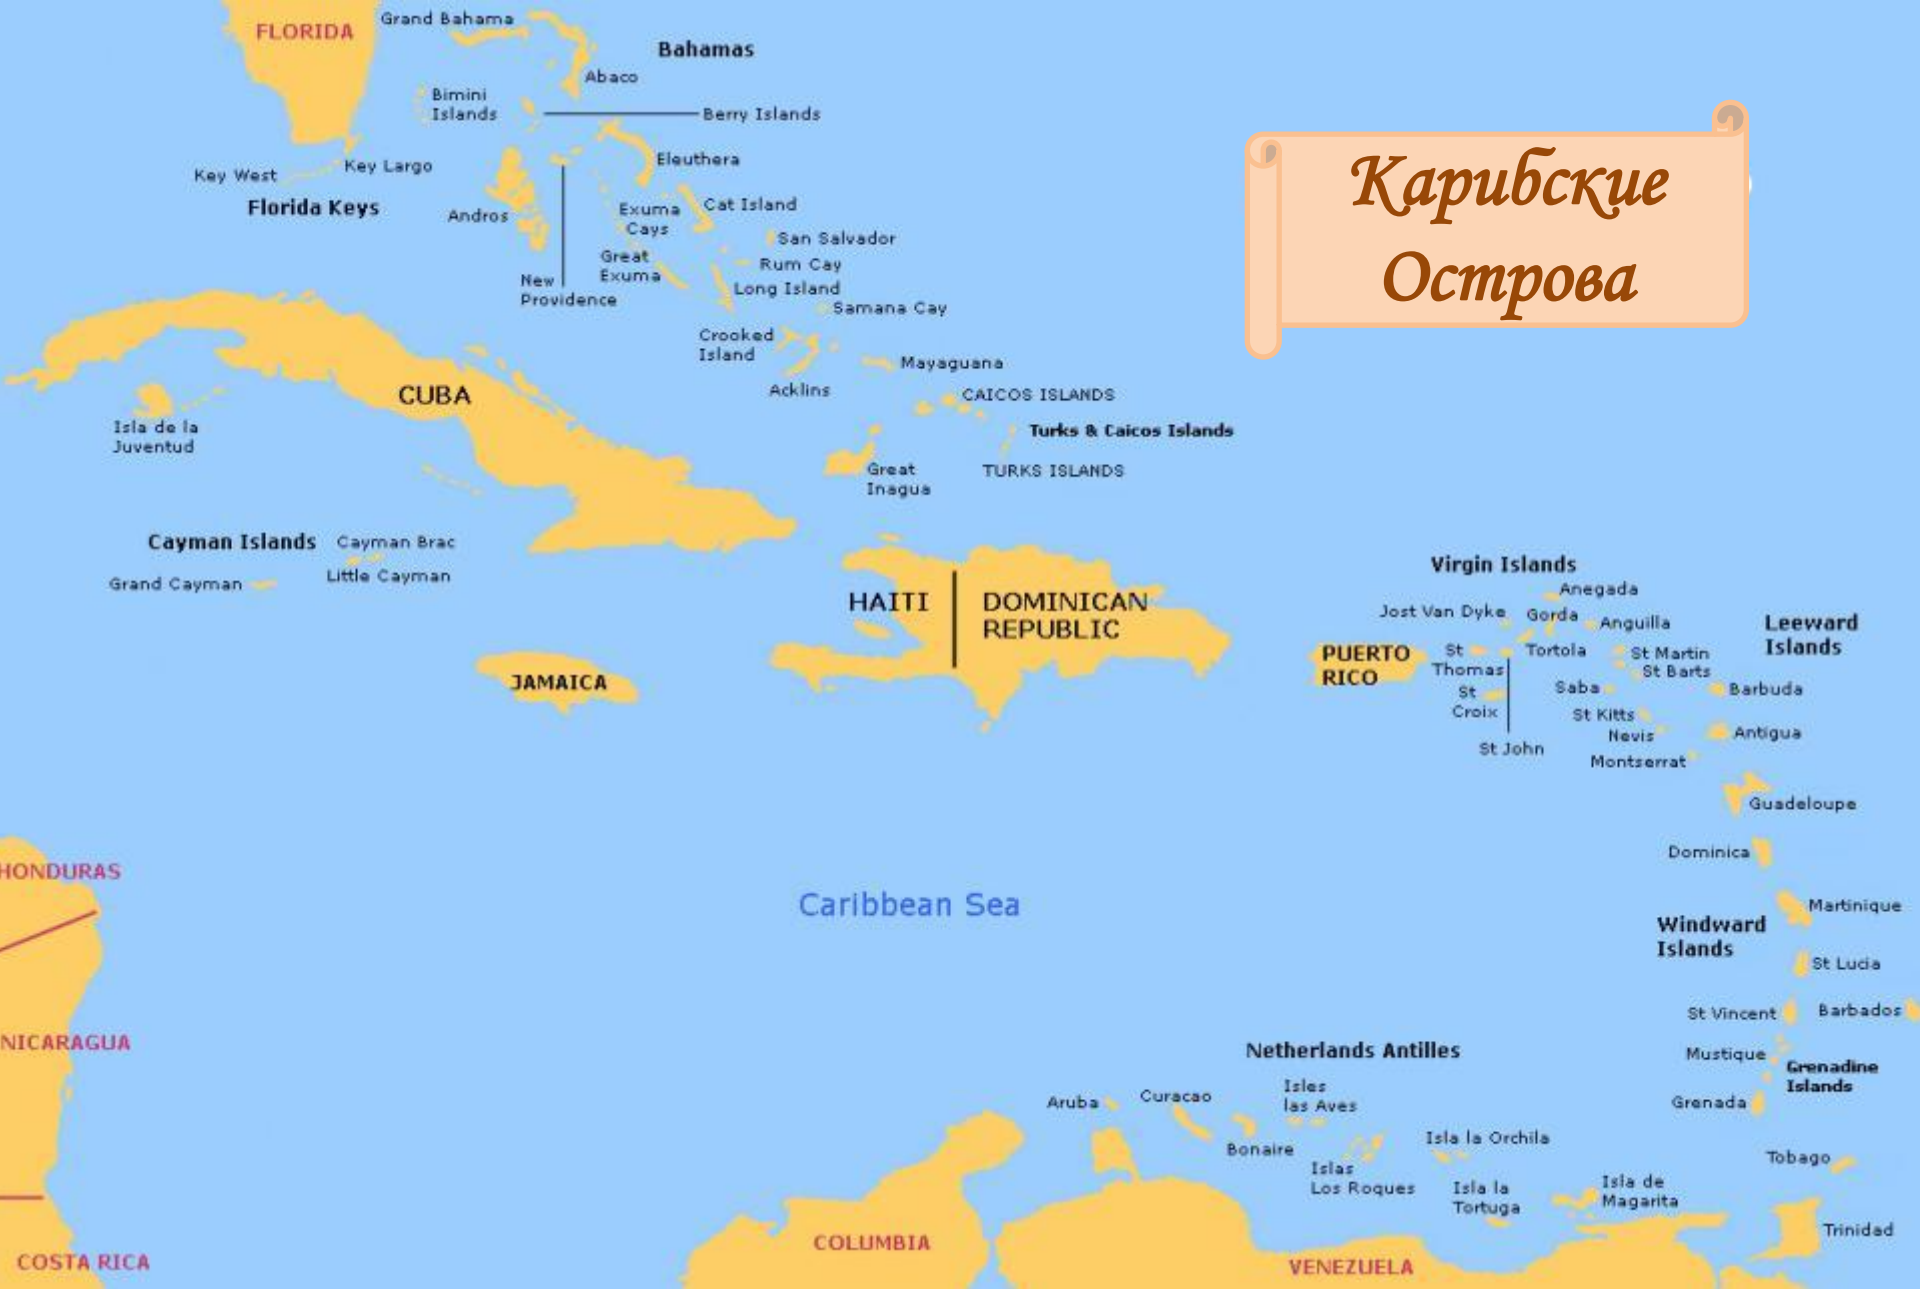 FLORIDA
Grand Bahama
Bahamas
Abaco
Bimini
Islands
Berry Islands
Key West
Key Largo
Florida Keys
Eleuthera
Andros
Exuma
Cays
Cat Island
San Salvador
Great
Exuma
Rum Cay
New
Providence
Long Island
Samana Cay
Crooked
Island
Mayaguana
Acklins
CAICOS ISLANDS
Turks & Caicos Islands
TURKS ISLANDS
Great
Inagua
Карибские
Острова
CUBA
Isla de la
Juventud
Cayman Islands
Cayman Brac
Grand Cayman
Little Cayman
JAMAICA
HAITI
DOMINICAN
REPUBLIC
PUERTO
RICO
Virgin Islands
Anegada
Jost Van Dyke
Gorda
Anguilla
Leeward
Islands
St
Thomas
Tortola
St Martin
St Barts
St
Croix
Saba
Barbuda
St Kitts
Nevis
Antigua
St John
Montserrat
Guadeloupe
Dominica
Martinique
Windward
Islands
St Lucia
St Vincent
Barbados
Mustique
Grenadine
Islands
Grenada
Tobago
Trinidad
HONDURAS
Caribbean Sea
NICARAGUA
COSTA RICA
Netherlands Antilles
Aruba
Curacao
Isles
las Aves
Bonaire
Isla la Orchila
Islas
Los Roques
Isla la
Tortuga
Isla de
Magarita
COLUMBIA
VENEZUELA